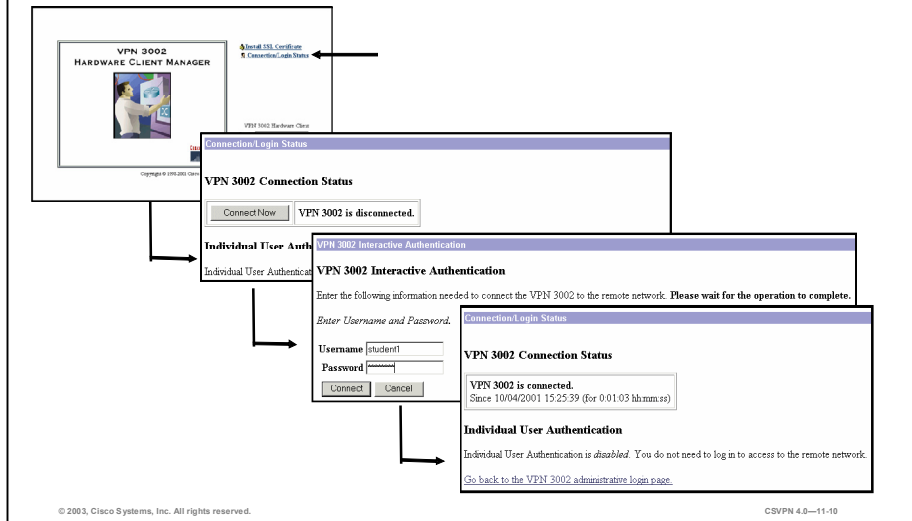 VPN 3002
HARDWARE CLIENT MANAGER
Install SSL Certificate
Connection/Login Status
VPN 3002 Hardware Client
Copyright © 1998-2002 Cisco
Connection/Login Status
VPN 3002 Connection Status
Connect Now VPN 3002 is disconnected.
Individual User Auth
Individual User Authenticat
VPN 3002 Interactive Authentication
VPN 3002 Interactive Authentication
Enter the following information needed to connect the VPN 3002 to the remote network. Please wait for the operation to complete.
Enter Username and Password.
Username student1
Password ********
Connect Cancel
Connection/Login Status
VPN 3002 Connection Status
VPN 3002 is connected.
Since 10/04/2001 15:25:39 (for 0:01:03 hh:mm:ss)
Individual User Authentication
Individual User Authentication is disabled. You do not need to log in to access to the remote network.
Go back to the VPN 3002 administrative login page.
© 2003, Cisco Systems, Inc. All rights reserved.
CSVPN 4.0—11-10